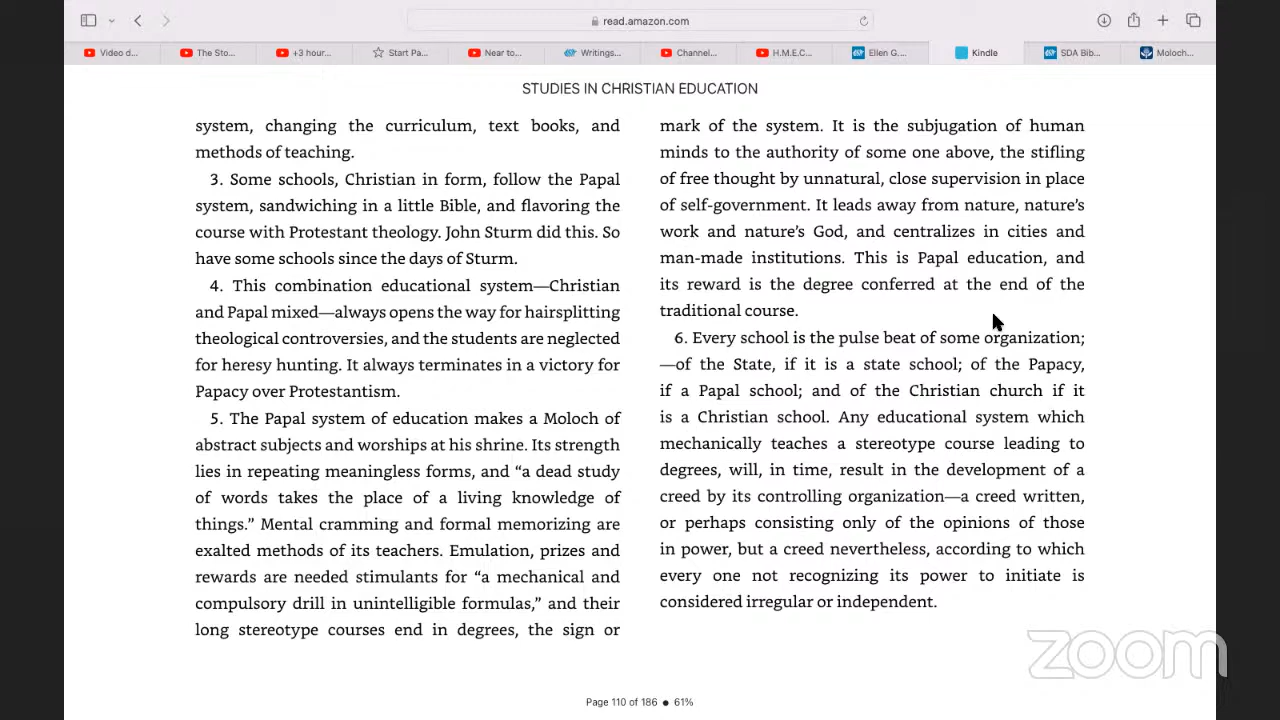 read.amazon.com
Video d...
The Sto...
+3 hour...
Start Pa...
Near to...
Writings...
Channel...
H.M.E.C...
Ellen G....
Kindle
SDA Bib...
Moloch...
STUDIES IN CHRISTIAN EDUCATION
system, changing the curriculum, text books, and
methods of teaching.
3. Some schools, Christian in form, follow the Papal
system, sandwiching in a little Bible, and flavoring the
course with Protestant theology. John Sturm did this. So
have some schools since the days of Sturm.
4. This combination educational system—Christian
and Papal mixed—always opens the way for hairsplitting
theological controversies, and the students are neglected
for heresy hunting. It always terminates in a victory for
Papacy over Protestantism.
5. The Papal system of education makes a Moloch of
abstract subjects and worships at his shrine. Its strength
lies in repeating meaningless forms, and “a dead study
of words takes the place of a living knowledge of
things.” Mental cramming and formal memorizing are
exalted methods of its teachers. Emulation, prizes and
rewards are needed stimulants for “a mechanical and
compulsory drill in unintelligible formulas,” and their
long stereotype courses end in degrees, the sign or
mark of the system. It is the subjugation of human
minds to the authority of some one above, the stifling
of free thought by unnatural, close supervision in place
of self-government. It leads away from nature, nature’s
work and nature’s God, and centralizes in cities and
man-made institutions. This is Papal education, and
its reward is the degree conferred at the end of the
traditional course.
6. Every school is the pulse beat of some organization;
—of the State, if it is a state school; of the Papacy,
if a Papal school; and of the Christian church if it
is a Christian school. Any educational system which
mechanically teaches a stereotype course leading to
degrees, will, in time, result in the development of a
creed by its controlling organization—a creed written,
or perhaps consisting only of the opinions of those
in power, but a creed nevertheless, according to which
every one not recognizing its power to initiate is
considered irregular or independent.
zoom
Page 110 of 186 ● 61%